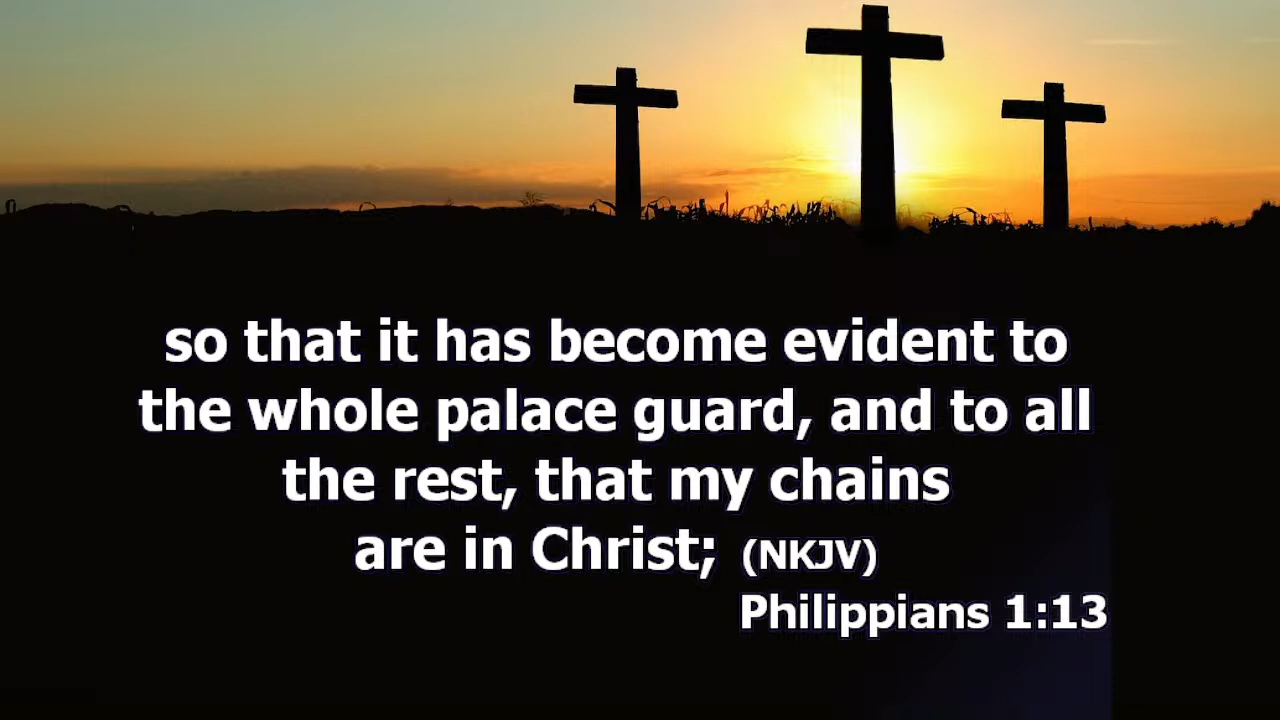 so that it has become evident to
the whole palace guard, and to all
the rest, that my chains
are in Christ; (NKJV)
Philippians 1:13